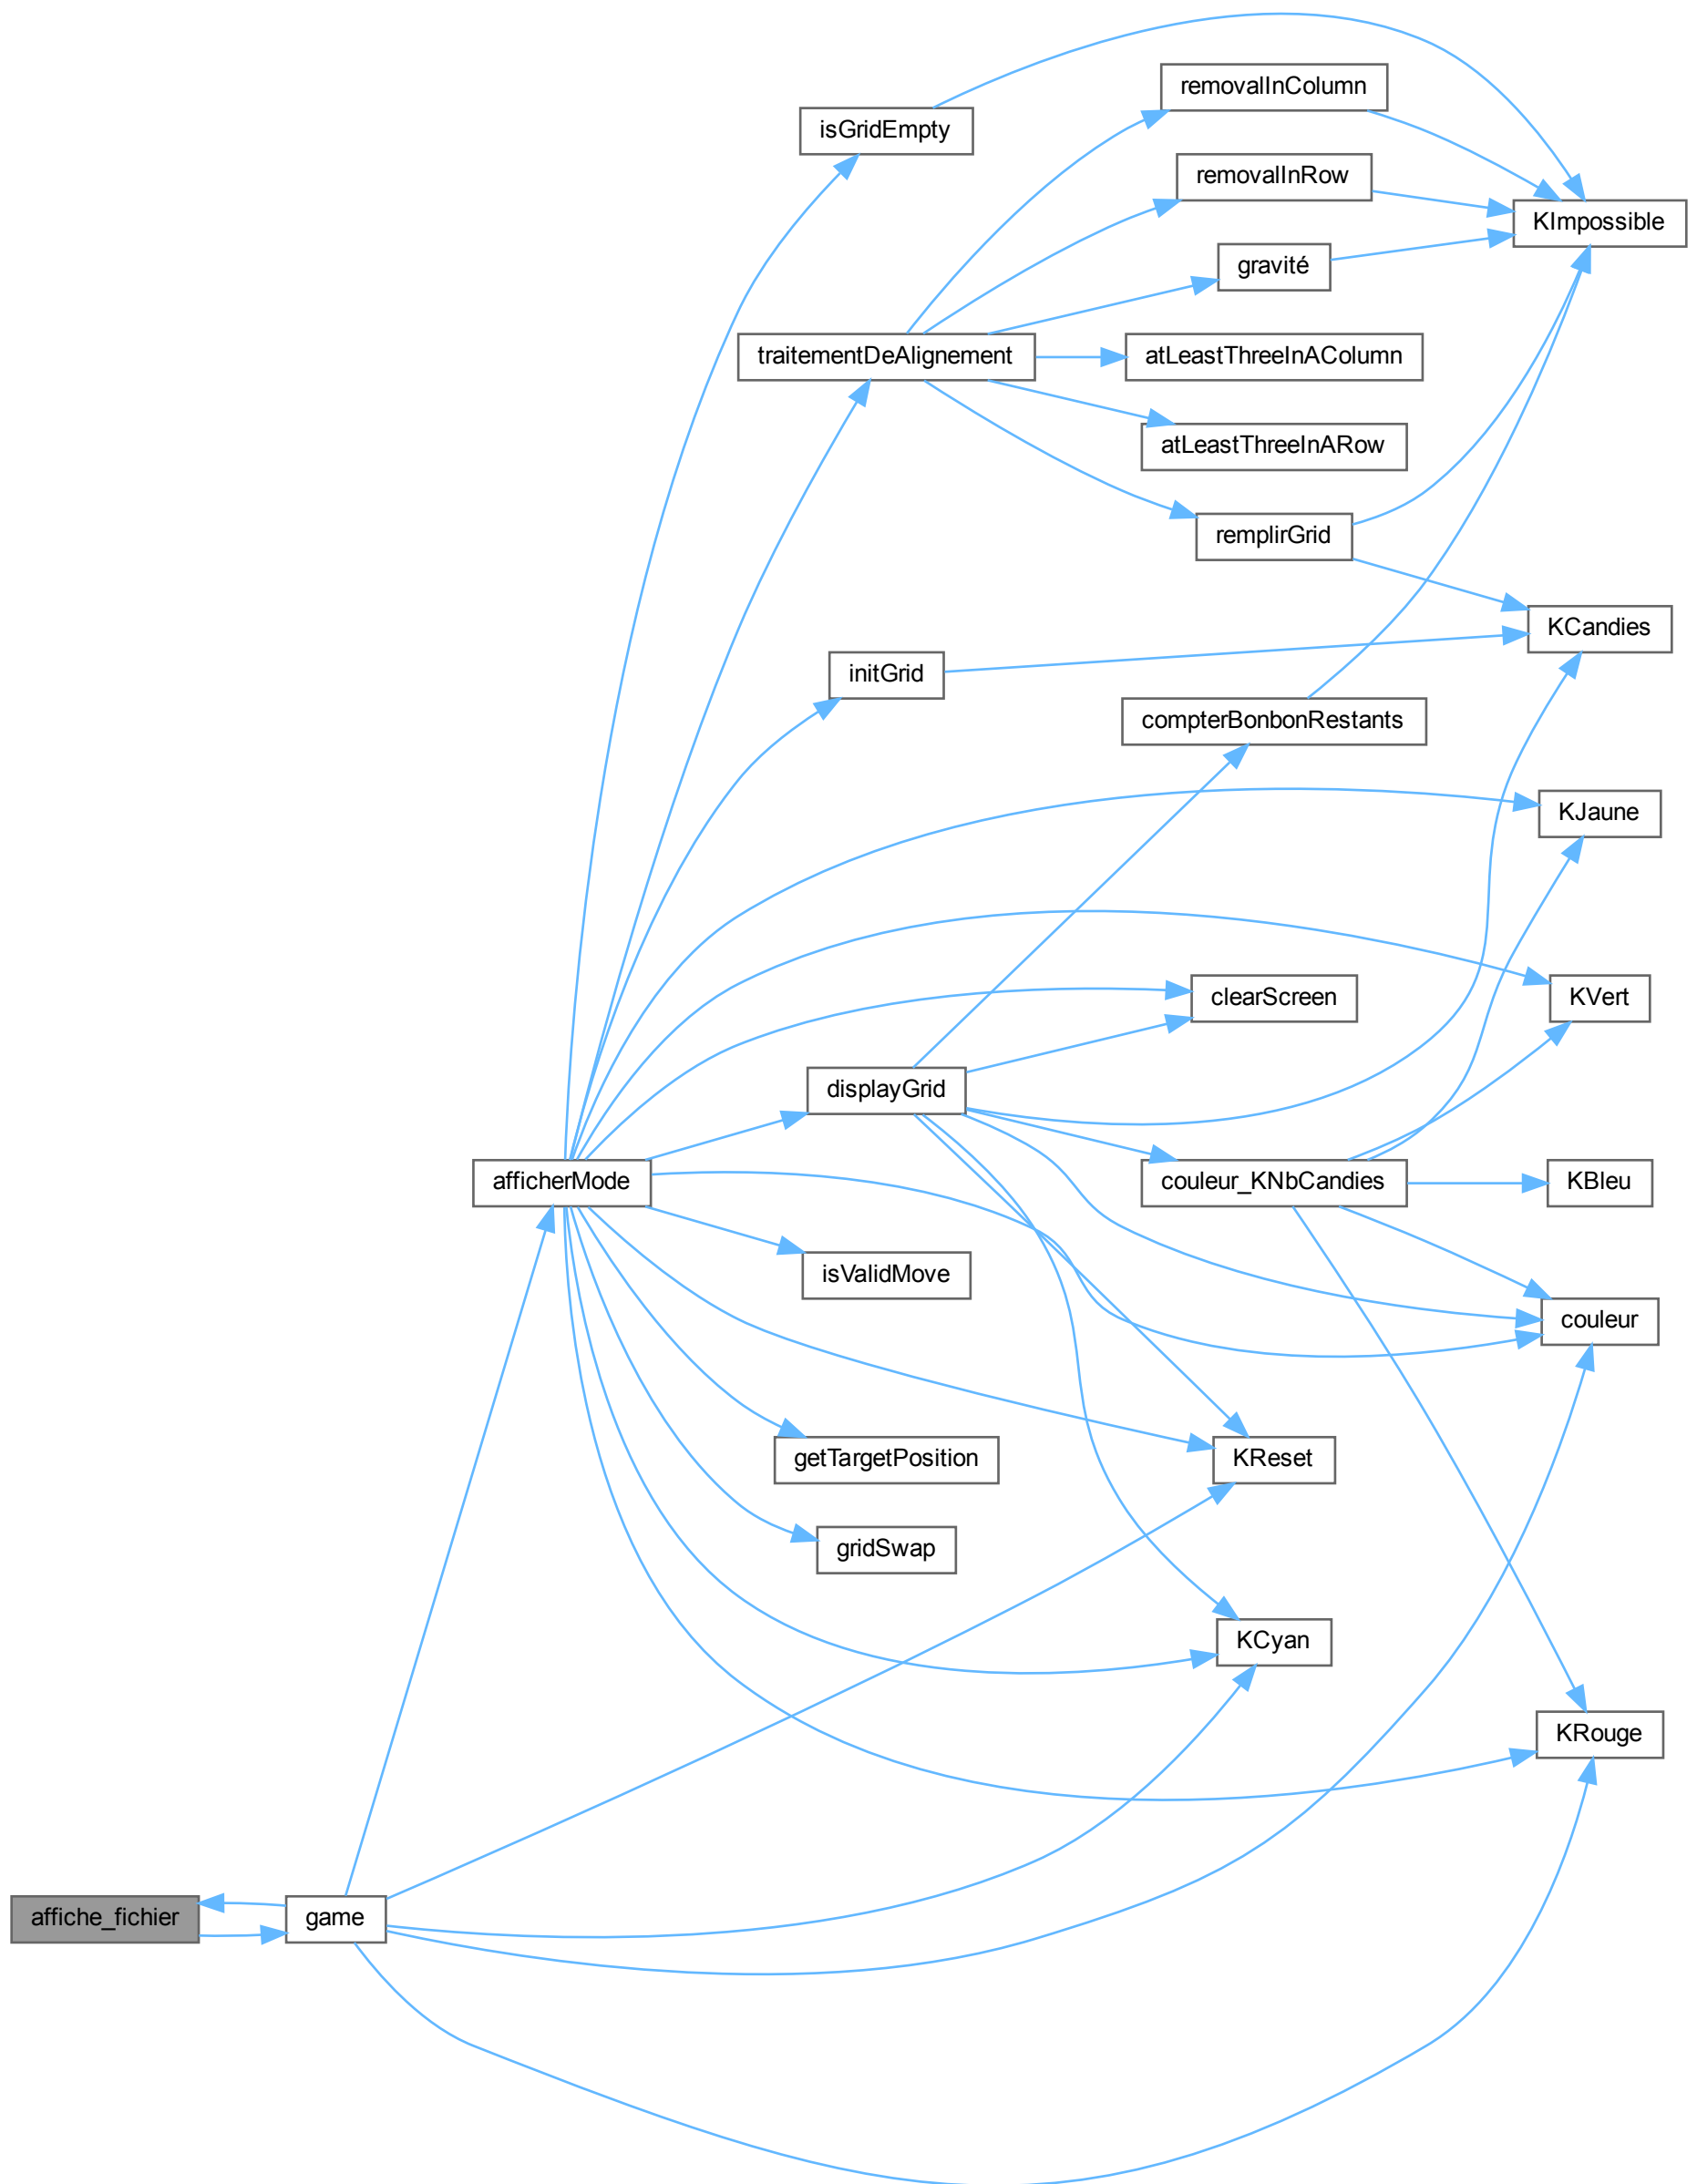 removalInColumn
isGridEmpty
removalInRow
KImpossible
gravité
traitementDeAlignement
atLeastThreeInAColumn
atLeastThreeInARow
remplirGrid
KCandies
initGrid
compterBonbonRestants
KJaune
clearScreen
KVert
displayGrid
afficherMode
couleur_KNbCandies
KBleu
isValidMove
couleur
getTargetPosition
KReset
gridSwap
KCyan
KRouge
affiche_fichier
game